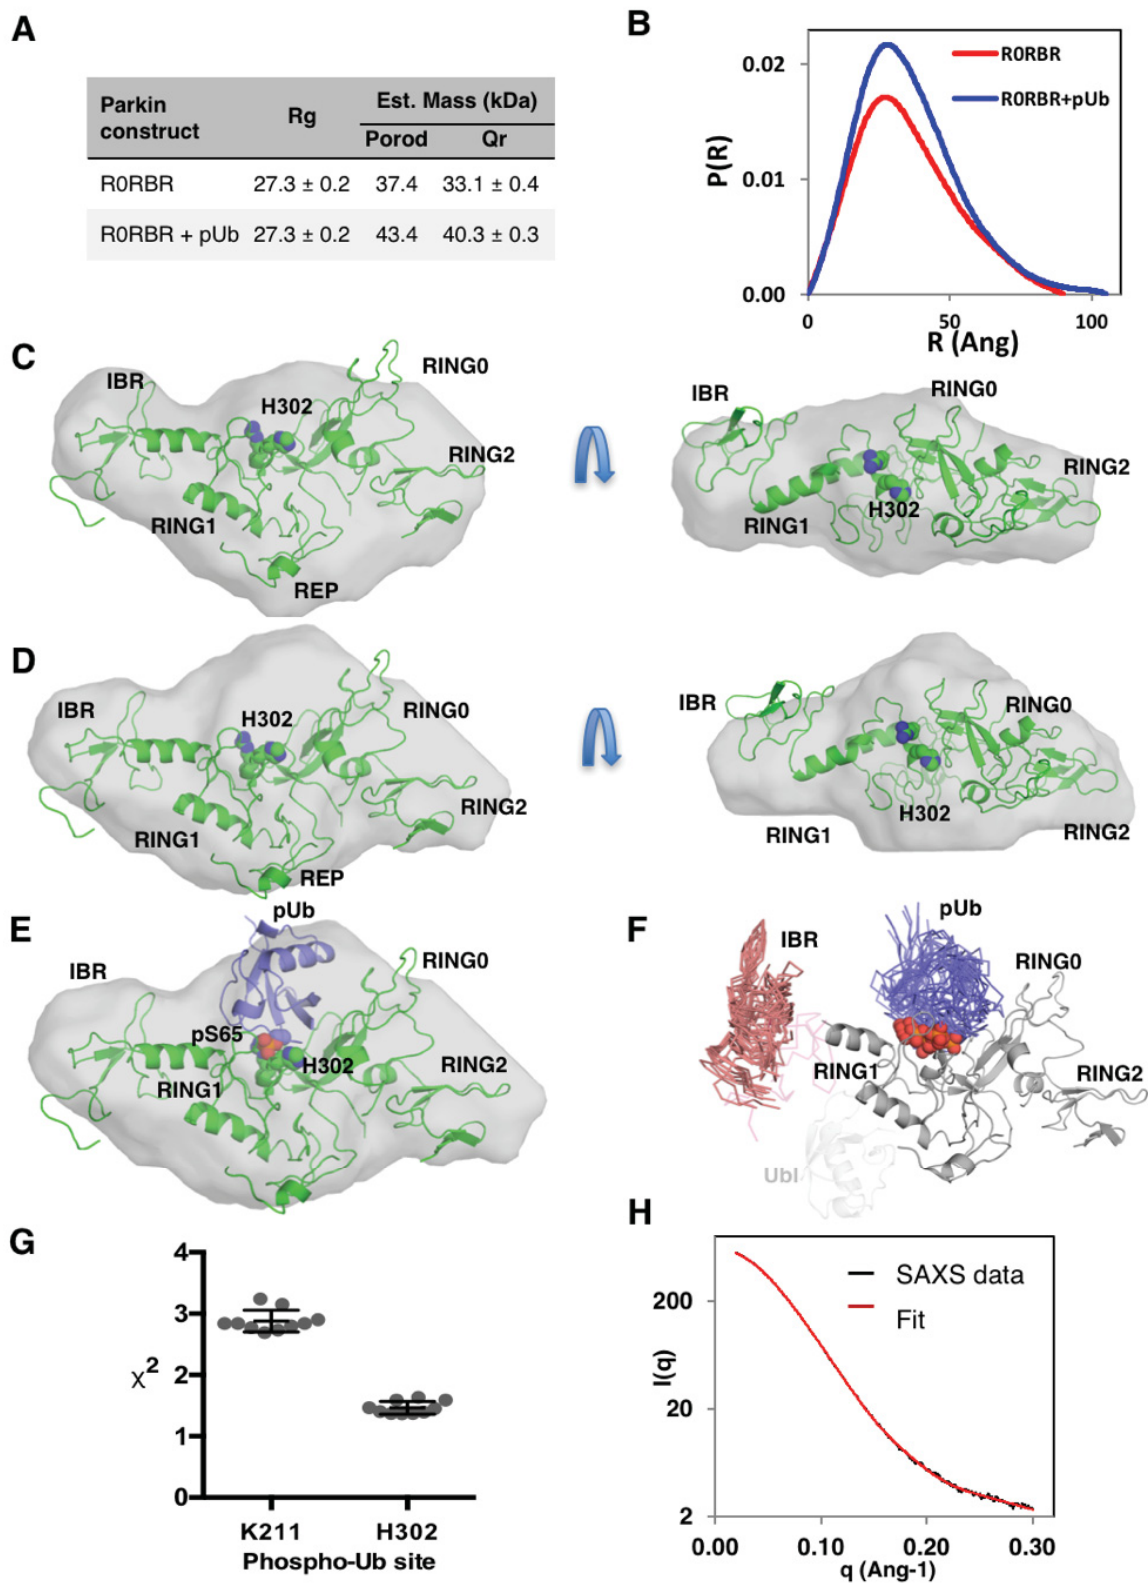 A
Parkin construct
Rg
Est. Mass (kDa)
Porod
Qr
R0RBR 27.3 ± 0.2 37.4 33.1 ± 0.4
R0RBR + pUb 27.3 ± 0.2 43.4 40.3 ± 0.3
B
P(R)
0.02
0.01
0.00
R0RBR
R0RBR+pUb
0 50 100
R (Ang)
C
IBR
H302
RING0
RING2
RING1
REP
IBR
RING0
RING2
RING1
H302
D
IBR
H302
RING0
RING2
RING1
REP
IBR
RING0
H302
RING1
RING2
E
pUb
IBR
RING0
pS65
H302
RING1
RING2
F
IBR
pUb
RING0
RING1
RING2
Ubl
G
χ2
4
3
2
1
0
K211 H302
Phospho-Ub site
H
I(q)
200
20
2
SAXS data
Fit
0.00 0.10 0.20 0.30
q (Ang-1)